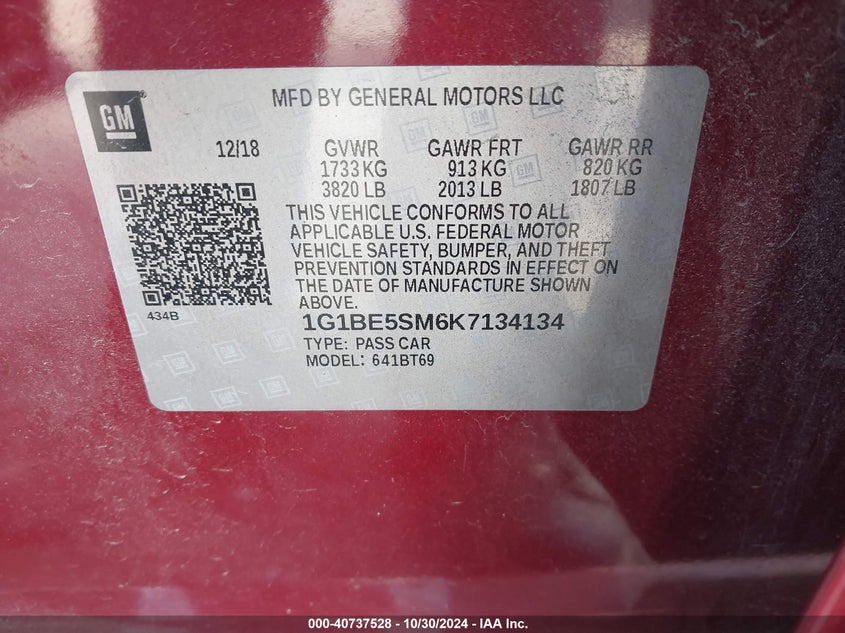 GM
MFD BY GENERAL MOTORS LLC
12/18 GVWR GAWR FRT GAWR RR
1733 KG 913 KG 820 KG
3820 LB 2013 LB 1807 LB
THIS VEHICLE CONFORMS TO ALL
APPLICABLE U.S. FEDERAL MOTOR
VEHICLE SAFETY, BUMPER, AND THEFT
PREVENTION STANDARDS IN EFFECT ON
THE DATE OF MANUFACTURE SHOWN
ABOVE.
434B
1G1BE5SM6K7134134
TYPE: PASS CAR
MODEL: 641BT69
000-40737528 - 10/30/2024 - IAA Inc.